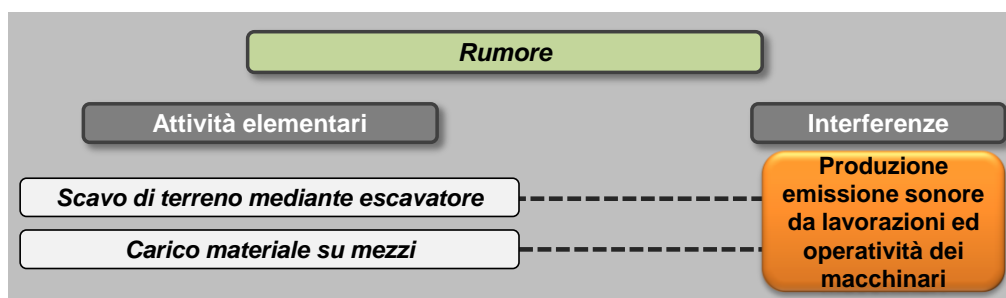 Rumore
Attività elementari
Interferenze
Scavo di terreno mediante escavatore
Carico materiale su mezzi
Produzione
emissione sonore
da lavorazioni ed
operatività dei
macchinari